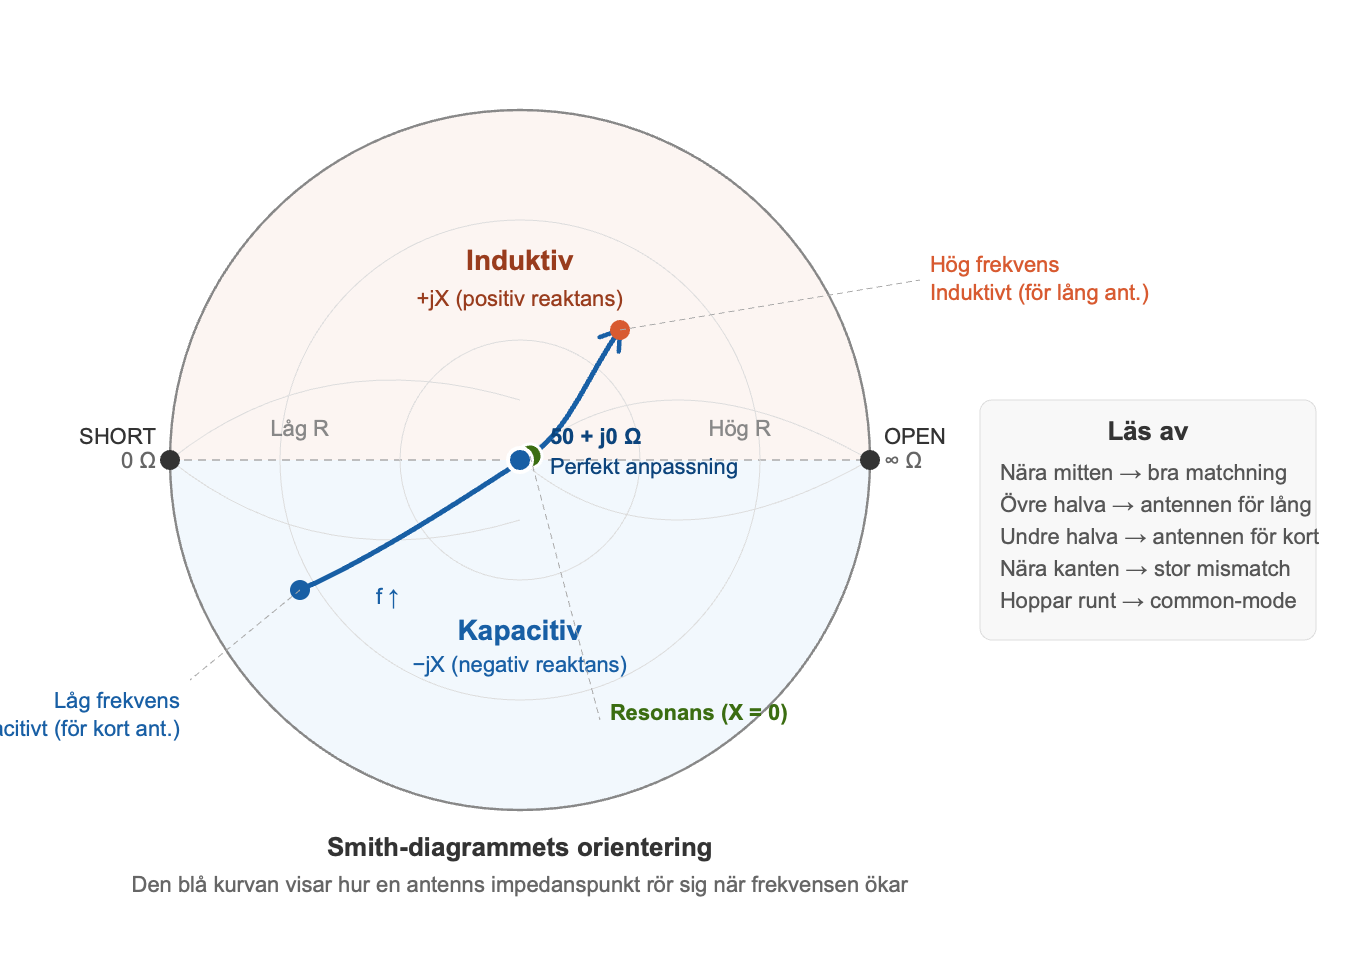 Induktiv
+jX (positiv reaktans)
Hög frekvens
Induktivt (för lång ant.)
Låg R
Hög R
SHORT
0 Ω
50 + j0 Ω
Perfekt anpassning
OPEN
∞ Ω
Läs av
Nära mitten → bra matchning
Övre halva → antennen för lång
Undre halva → antennen för kort
Nära kanten → stor mismatch
Hoppar runt → common-mode
f ↑
Kapacitiv
−jX (negativ reaktans)
Låg frekvens
acitivt (för kort ant.)
Resonans (X = 0)
Smith-diagrammets orientering
Den blå kurvan visar hur en antenns impedanspunkt rör sig när frekvensen ökar